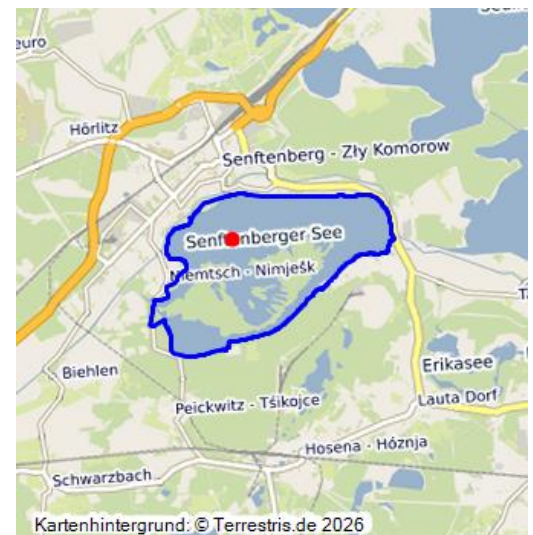 Hörlitz
Senftenberg - Zły Komorow
Senftenberger See
Niemtsch - Nimješk
Biehlen
Erikasee
Peickwitz - Tšikojce
Lauta Dorf
Hosena - Hóznja
Schwarzbach
Kartenhintergrund: © Terrestris.de 2026